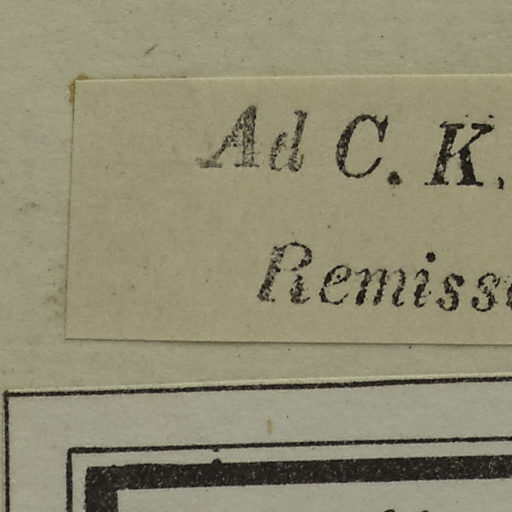 Ad C. K.
Remiss